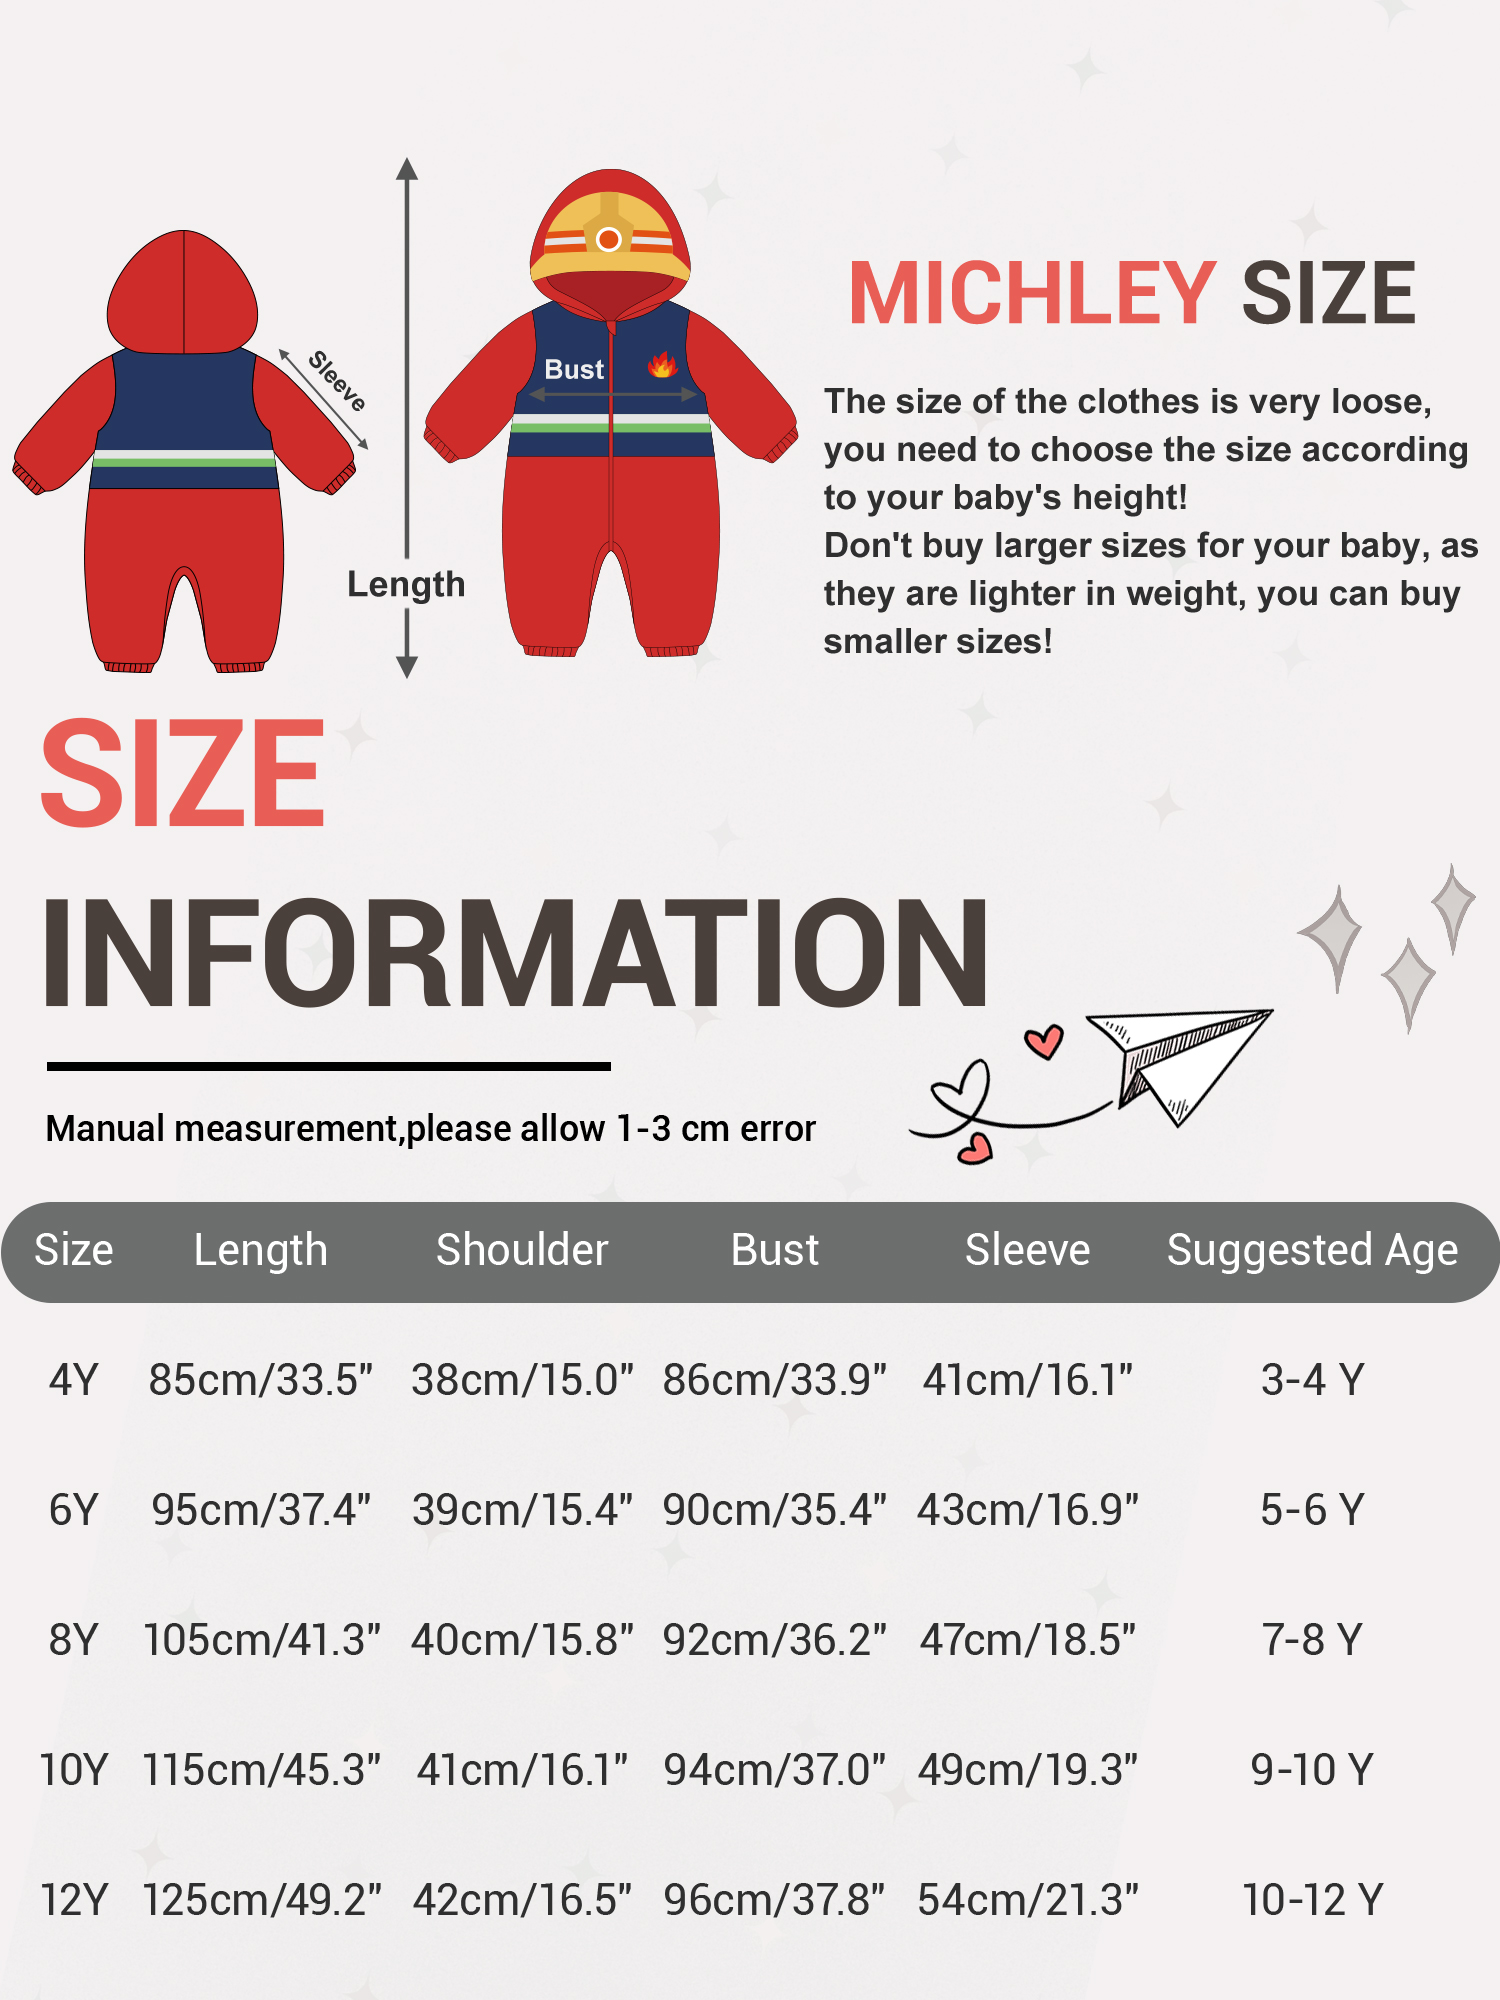 Sleeve
Bust
Length
MICHLEY SIZE
The size of the clothes is very loose,
you need to choose the size according
to your baby's height!
Don't buy larger sizes for your baby, as
they are lighter in weight, you can buy
smaller sizes!
SIZE
INFORMATION
Manual measurement,please allow 1-3 cm error
Size Length Shoulder Bust Sleeve Suggested Age
4Y 85cm/33.5" 38cm/15.0" 86cm/33.9" 41cm/16.1" 3-4 Y
6Y 95cm/37.4" 39cm/15.4" 90cm/35.4" 43cm/16.9" 5-6 Y
8Y 105cm/41.3" 40cm/15.8" 92cm/36.2" 47cm/18.5" 7-8 Y
10Y 115cm/45.3" 41cm/16.1" 94cm/37.0" 49cm/19.3" 9-10 Y
12Y 125cm/49.2" 42cm/16.5" 96cm/37.8" 54cm/21.3" 10-12 Y